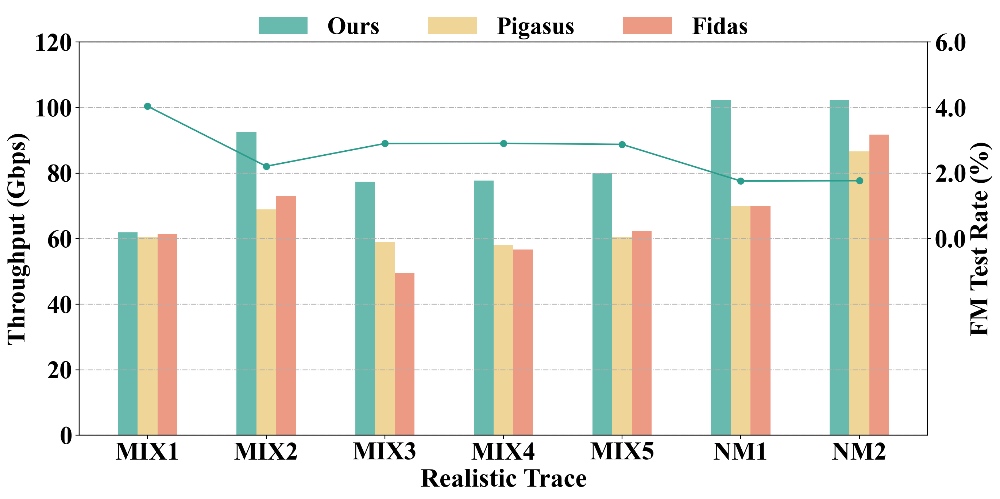 Ours Pigasus Fidas
120
100
80
60
40
20
0
Throughput (Gbps)
6.0
4.0
2.0
0.0
FM Test Rate (%)
MIX1 MIX2 MIX3 MIX4 MIX5 NM1 NM2
Realistic Trace